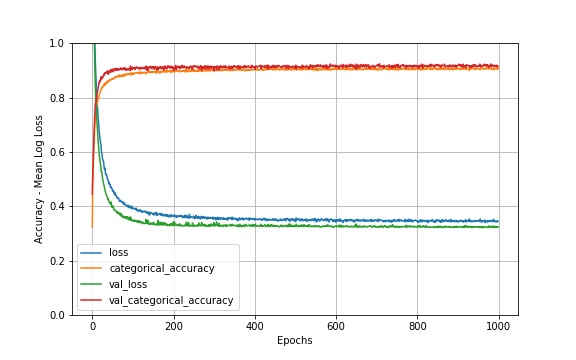 1.0
0.8
0.6
0.4
0.2
0.0
Accuracy - Mean Log Loss
loss
categorical_accuracy
val_loss
val_categorical_accuracy
0
200
400
600
800
1000
Epochs